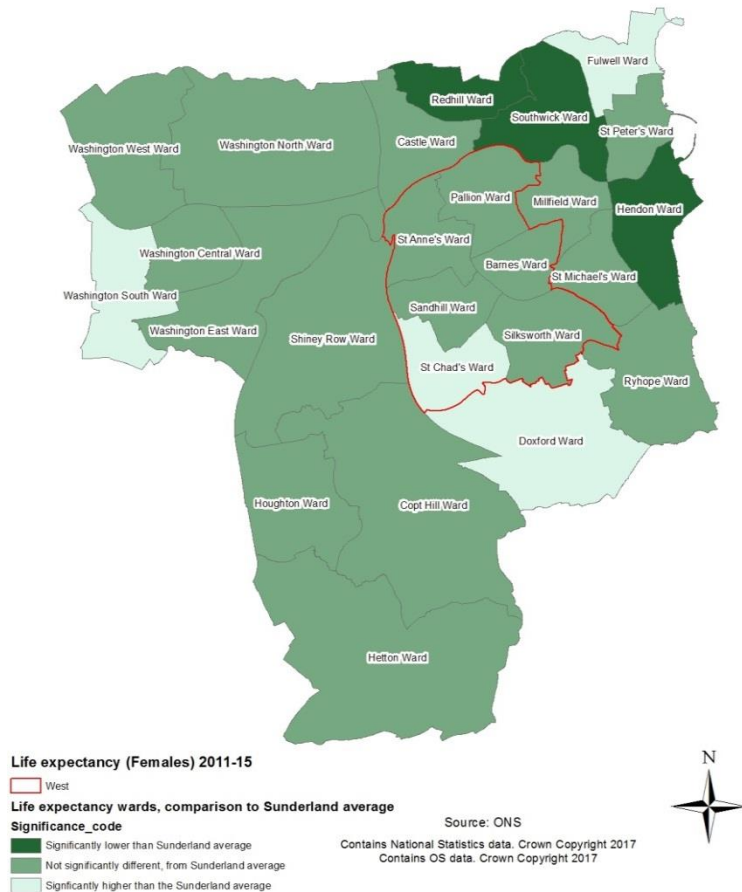 Fulwell Ward
Redhill Ward
Southwick Ward
St Peter's Ward
Washington West Ward
Washington North Ward
Castle Ward
Pallion Ward
Millfield Ward
Hendon Ward
St Anne's Ward
Washington Central Ward
Barnes Ward
St Michael's Ward
Washington South Ward
Sandhill Ward
Washington East Ward
Shiney Row Ward
Silksworth Ward
St Chad's Ward
Ryhope Ward
Doxford Ward
Houghton Ward
Copt Hill Ward
Hetton Ward
Life expectancy (Females) 2011-15
West
Life expectancy wards, comparison to Sunderland average
Significance_code
Significantly lower than Sunderland average
Not significantly different, from Sunderland average
Signficantly higher than the Sunderland average
Source: ONS
Contains National Statistics data. Crown Copyright 2017
Contains OS data. Crown Copyright 2017
N